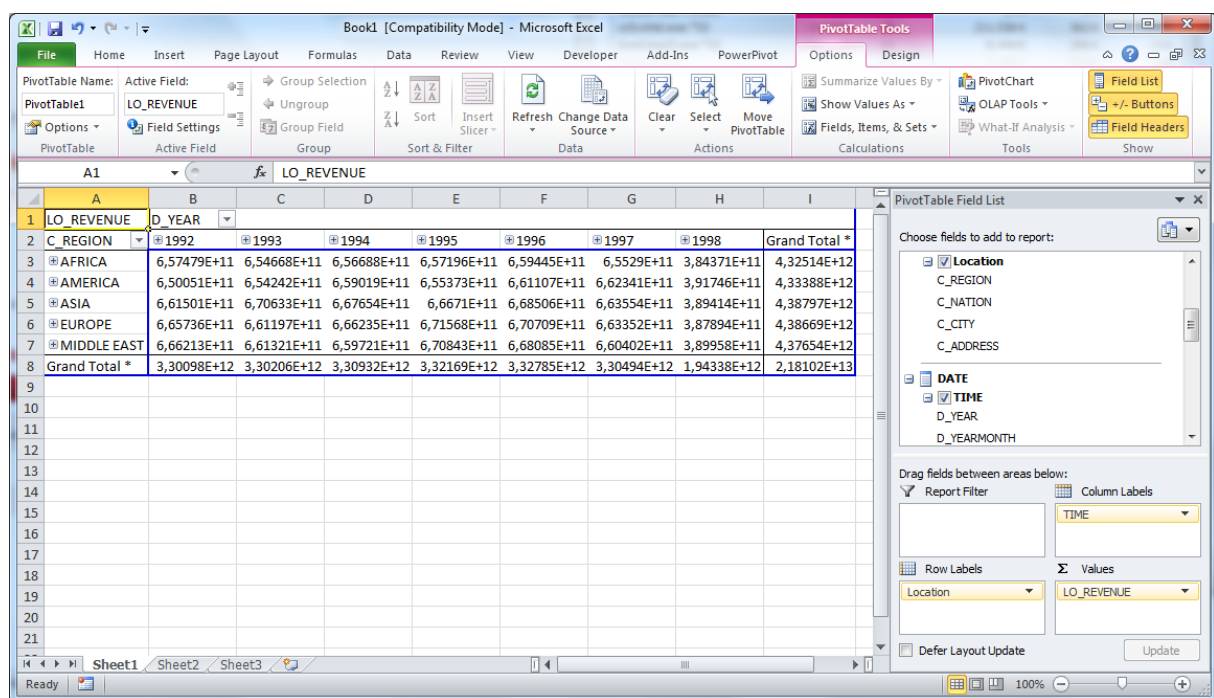 Book1 [Compatibility Mode] - Microsoft Excel
PivotTable Tools
File Home Insert Page Layout Formulas Data Review View Developer Add-Ins PowerPivot Options Design
PivotTable Name: Active Field: Group Selection Summarize Values By PivotChart Field List
PivotTable1 LO_REVENUE Ungroup Sort Insert Slicer Refresh Change Data Source Clear Select Move PivotTable Show Values As OLAP Tools +/- Buttons
Options Field Settings Group Field Fields, Items, & Sets What-If Analysis Field Headers
PivotTable Active Field Group Sort & Filter Data Actions Calculations Tools Show
A1 fx LO_REVENUE
A B C D E F G H I
1 LO_REVENUE D_YEAR
2 C_REGION 1992 1993 1994 1995 1996 1997 1998 Grand Total *
3 AFRICA 6,57479E+11 6,54668E+11 6,56688E+11 6,57196E+11 6,59445E+11 6,5529E+11 3,84371E+11 4,32514E+12
4 AMERICA 6,50051E+11 6,54242E+11 6,59019E+11 6,55373E+11 6,61107E+11 6,62341E+11 3,91746E+11 4,33388E+12
5 ASIA 6,61501E+11 6,70633E+11 6,67654E+11 6,6671E+11 6,68506E+11 6,63554E+11 3,89414E+11 4,38797E+12
6 EUROPE 6,65736E+11 6,61197E+11 6,66235E+11 6,71568E+11 6,70709E+11 6,63352E+11 3,87894E+11 4,38669E+12
7 MIDDLE EAST 6,66213E+11 6,61321E+11 6,59721E+11 6,70843E+11 6,68085E+11 6,60402E+11 3,89958E+11 4,37654E+12
8 Grand Total * 3,30098E+12 3,30206E+12 3,30932E+12 3,32169E+12 3,32785E+12 3,30494E+12 1,94338E+12 2,18102E+13
9
10
11
12
13
14
15
16
17
18
19
20
21
PivotTable Field List
Choose fields to add to report:
Location
C_REGION
C_NATION
C_CITY
C_ADDRESS
DATE
TIME
D_YEAR
D_YEARMONTH
Drag fields between areas below:
Report Filter Column Labels
TIME
Row Labels Σ Values
Location LO_REVENUE
Defer Layout Update Update
Sheet1 Sheet2 Sheet3
Ready 100%